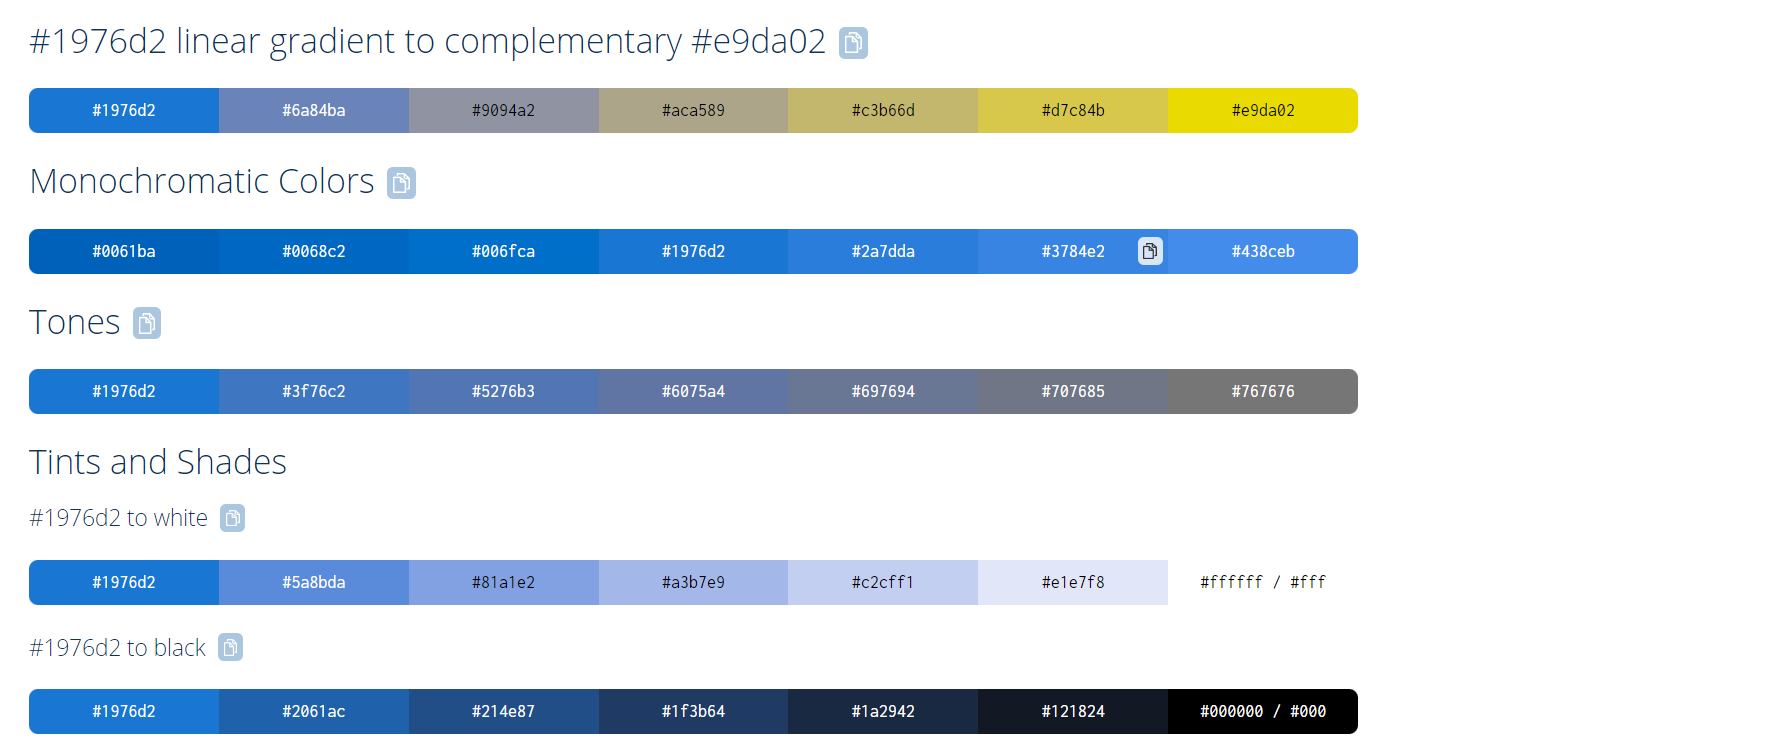 #1976d2 linear gradient to complementary #e9da02
#1976d2 #6a84ba #9094a2 #aca589 #c3b66d #d7c84b #e9da02
Monochromatic Colors
#0061ba #0068c2 #006fca #1976d2 #2a7dda #3784e2 #438ceb
Tones
#1976d2 #3f76c2 #5276b3 #6075a4 #697694 #707685 #767676
Tints and Shades
#1976d2 to white
#1976d2 #5a8bda #81a1e2 #a3b7e9 #c2cff1 #e1e7f8 #ffffff / #fff
#1976d2 to black
#1976d2 #2061ac #214e87 #1f3b64 #1a2942 #121824 #000000 / #000